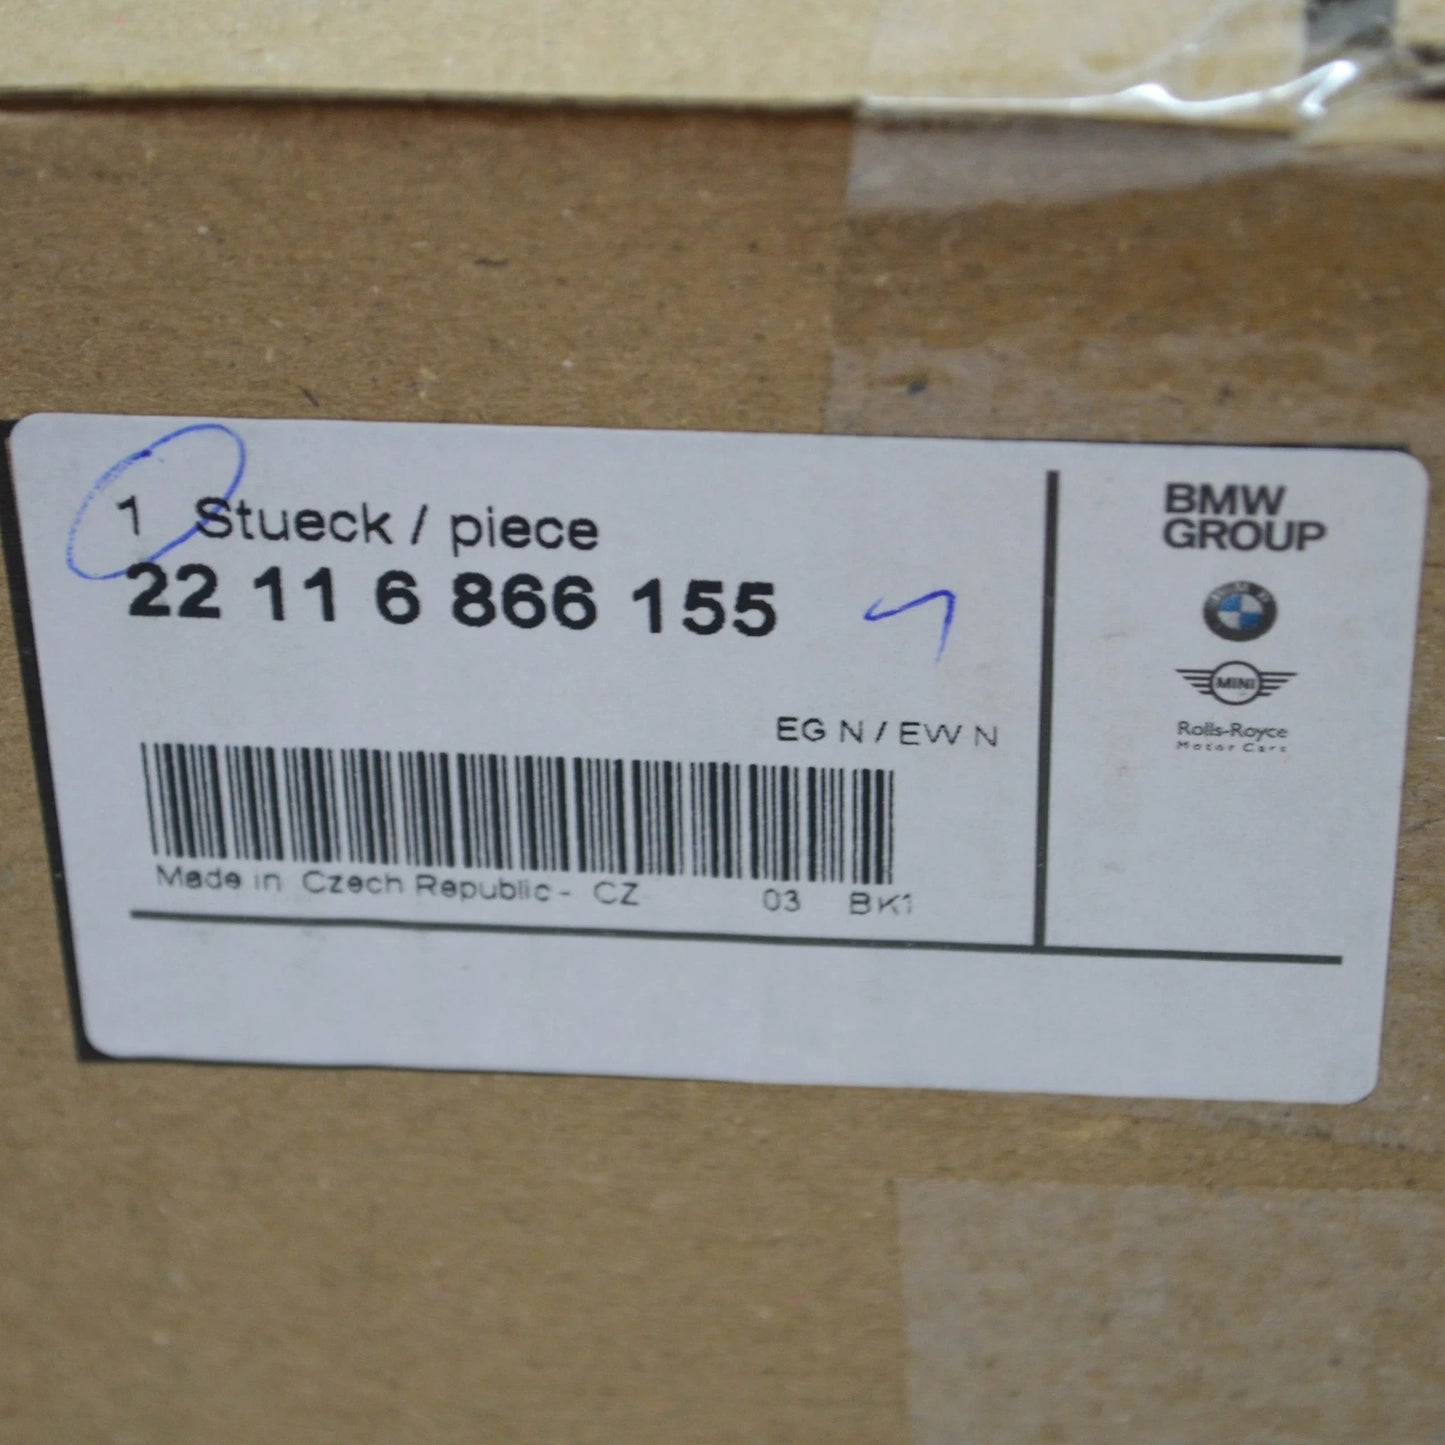 1 Stueck / piece
22 11 6 866 155
EG N / EW N
Made in Czech Republic - CZ 03 BK1
BMW
GROUP
MINI
Rolls-Royce
Motor Cars